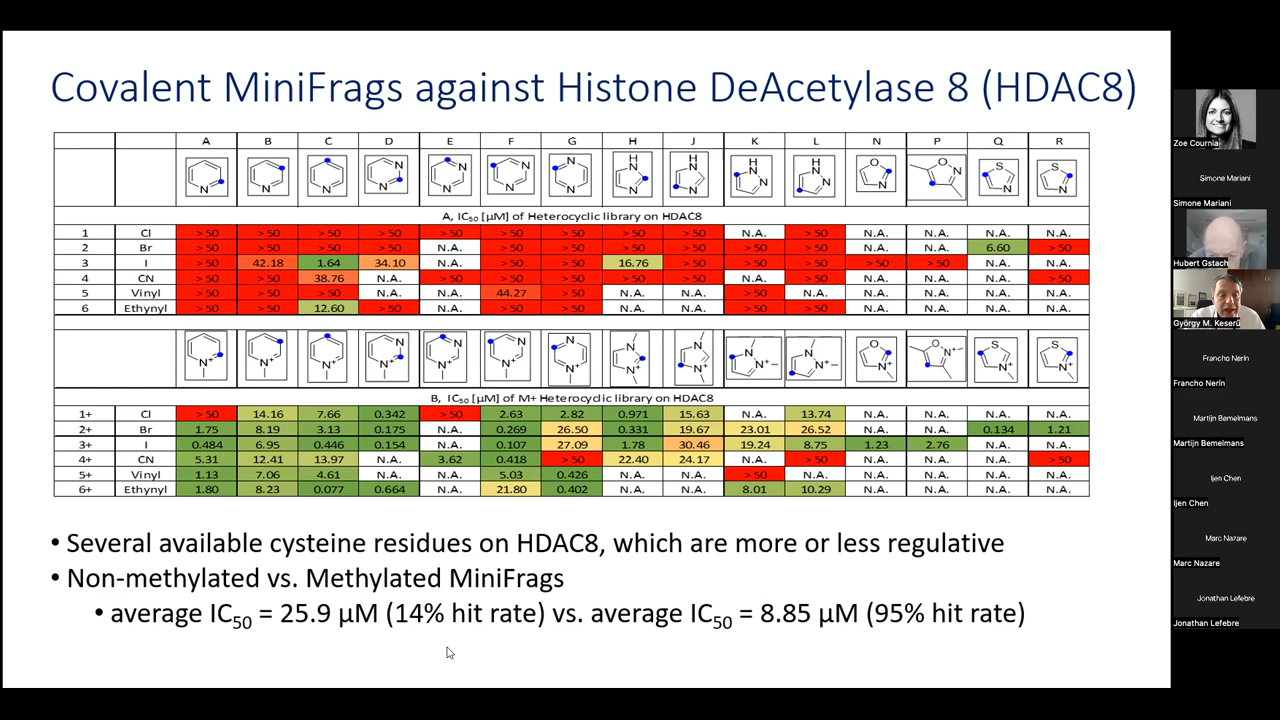 Covalent MiniFrags against Histone DeAcetylase 8 (HDAC8)
A B C D E F G H J K L N P Q R
A, IC50 [µM] of Heterocyclic library on HDAC8
1 Cl > 50 > 50 > 50 > 50 > 50 > 50 > 50 > 50 > 50 N.A. > 50 N.A. N.A. N.A. N.A.
2 Br > 50 > 50 > 50 > 50 N.A. > 50 > 50 > 50 > 50 > 50 > 50 N.A. N.A. 6.60 > 50
3 I > 50 42.18 1.64 34.10 N.A. > 50 > 50 16.76 > 50 > 50 > 50 > 50 > 50 N.A. N.A.
4 CN > 50 > 50 38.76 N.A. > 50 > 50 > 50 > 50 > 50 N.A. > 50 N.A. N.A. N.A. > 50
5 Vinyl > 50 > 50 > 50 N.A. N.A. 44.27 > 50 N.A. N.A. > 50 N.A. N.A. N.A. N.A. N.A.
6 Ethynyl > 50 > 50 12.60 > 50 N.A. > 50 > 50 N.A. N.A. > 50 > 50 N.A. N.A. N.A. N.A.
B, IC50 [µM] of M+ Heterocyclic library on HDAC8
1+ Cl > 50 14.16 7.66 0.342 > 50 2.63 2.82 0.971 15.63 N.A. 13.74 N.A. N.A. N.A. N.A.
2+ Br 1.75 8.19 3.13 0.175 N.A. 0.269 26.50 0.331 19.67 23.01 26.52 N.A. N.A. 0.134 1.21
3+ I 0.484 6.95 0.446 0.154 N.A. 0.107 27.09 1.78 30.46 19.24 8.75 1.23 2.76 N.A. N.A.
4+ CN 5.31 12.41 13.97 N.A. 3.62 0.418 > 50 22.40 24.17 N.A. > 50 N.A. N.A. N.A. > 50
5+ Vinyl 1.13 7.06 4.61 N.A. N.A. 5.03 0.426 N.A. N.A. > 50 N.A. N.A. N.A. N.A. N.A.
6+ Ethynyl 1.80 8.23 0.077 0.664 N.A. 21.80 0.402 N.A. N.A. 8.01 10.29 N.A. N.A. N.A. N.A.
• Several available cysteine residues on HDAC8, which are more or less regulative
• Non-methylated vs. Methylated MiniFrags
• average IC50 = 25.9 µM (14% hit rate) vs. average IC50 = 8.85 µM (95% hit rate)
Zoe Cournia
Simone Mariani
Simone Mariani
Hubert Gstach
György M. Keserű
Francho Nerín
Francho Nerín
Martijn Bemelmans
Martijn Bemelmans
Ijen Chen
Ijen Chen
Marc Nazare
Marc Nazare
Jonathan Lefebre
Jonathan Lefebre